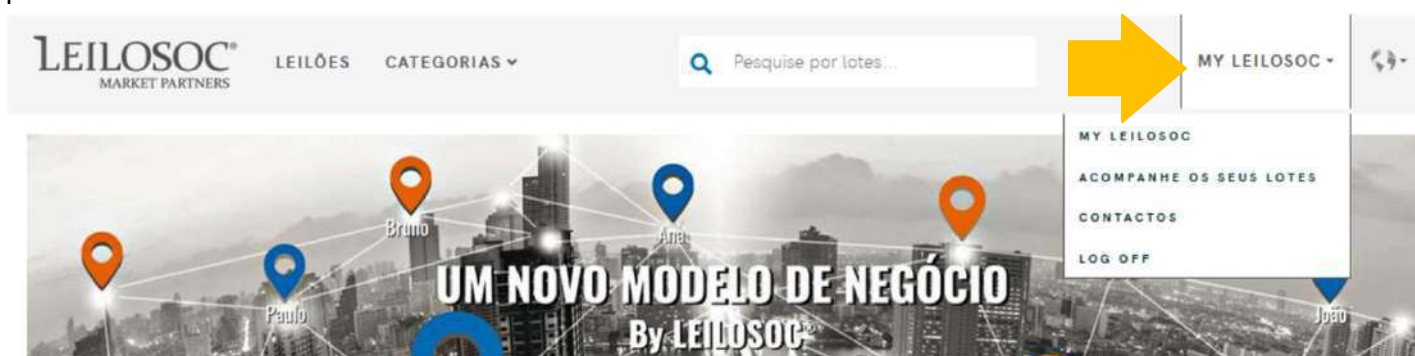 LEILOSOC®
MARKET PARTNERS
LEILÕES
CATEGORIAS
Pesquise por lotes...
MY LEILOSOC
MY LEILOSOC
ACOMPANHE OS SEUS LOTES
CONTACTOS
LOG OFF
Bruno
Ana
Paulo
João
UM NOVO MODELO DE NEGÓCIO
By LEILOSOC®